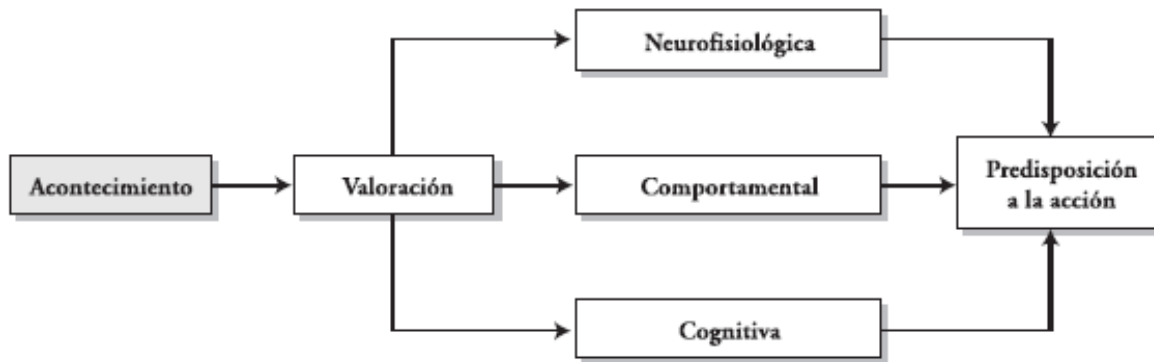 Neurofisiológica
Acontecimiento
Valoración
Comportamental
Predisposición
a la acción
Cognitiva